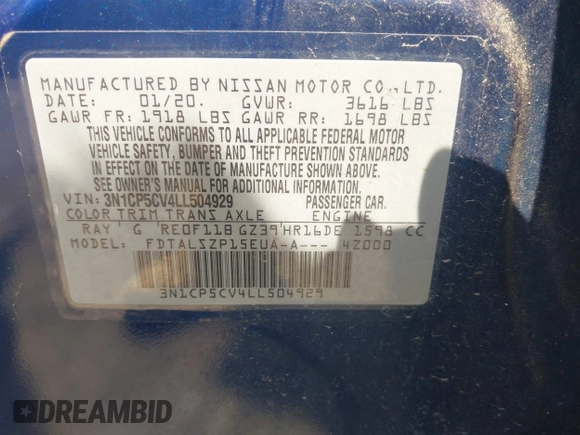 MANUFACTURED BY NISSAN MOTOR CO., LTD.
DATE: 01/20. GVWR: 3616 LBS
GAWR FR: 1918 LBS GAWR RR: 1698 LBS
THIS VEHICLE CONFORMS TO ALL APPLICABLE FEDERAL MOTOR
VEHICLE SAFETY, BUMPER AND THEFT PREVENTION STANDARDS
IN EFFECT ON THE DATE OF MANUFACTURE SHOWN ABOVE.
SEE OWNER'S MANUAL FOR ADDITIONAL INFORMATION.
VIN: 3N1CP5CV4LL504929 PASSENGER CAR.
COLOR TRIM TRANS AXLE ENGINE
RAY G RE0F11B GZ39 HR16DE 1598 CC
MODEL: FDTALSZP15EUA-A--- 4Z000
3N1CP5CV4LL504929
DREAMBID